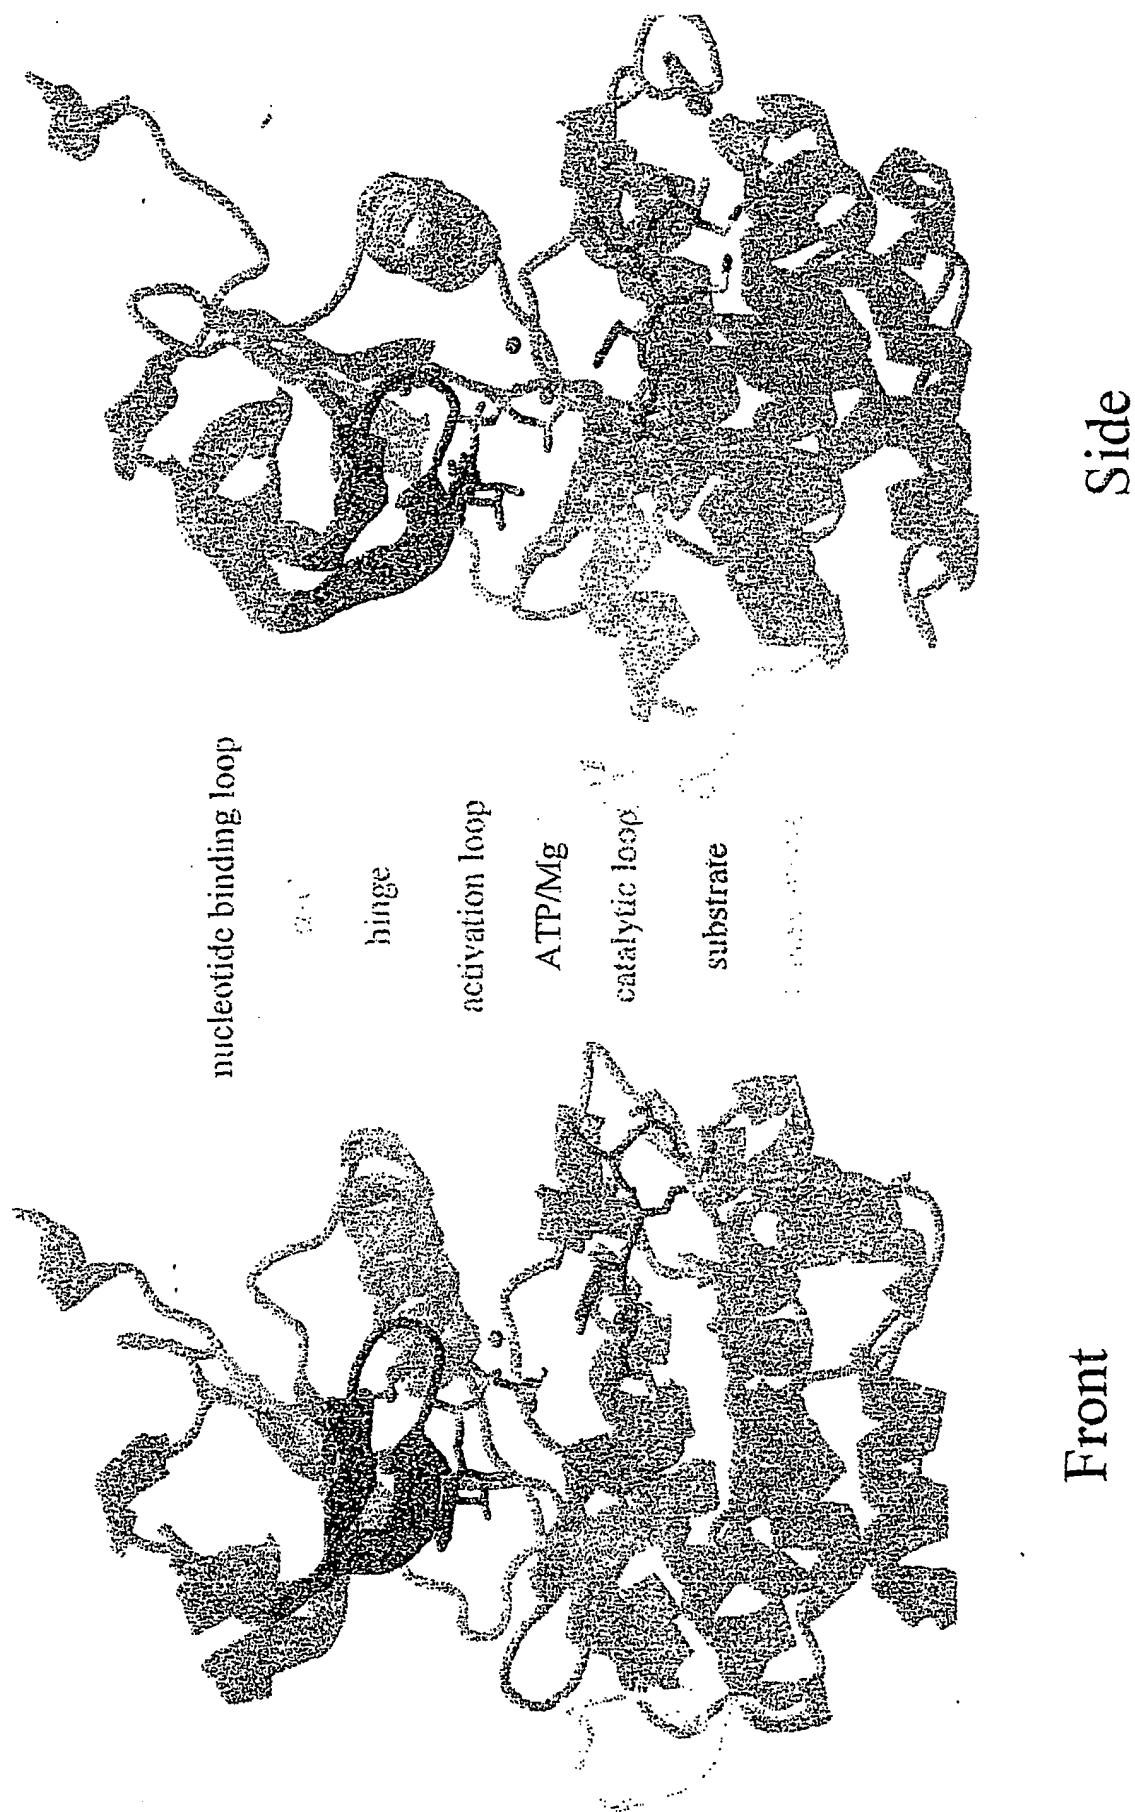 nucleotide binding loop
hinge
activation loop
ATP/Mg
catalytic loop
substrate
Front
Side